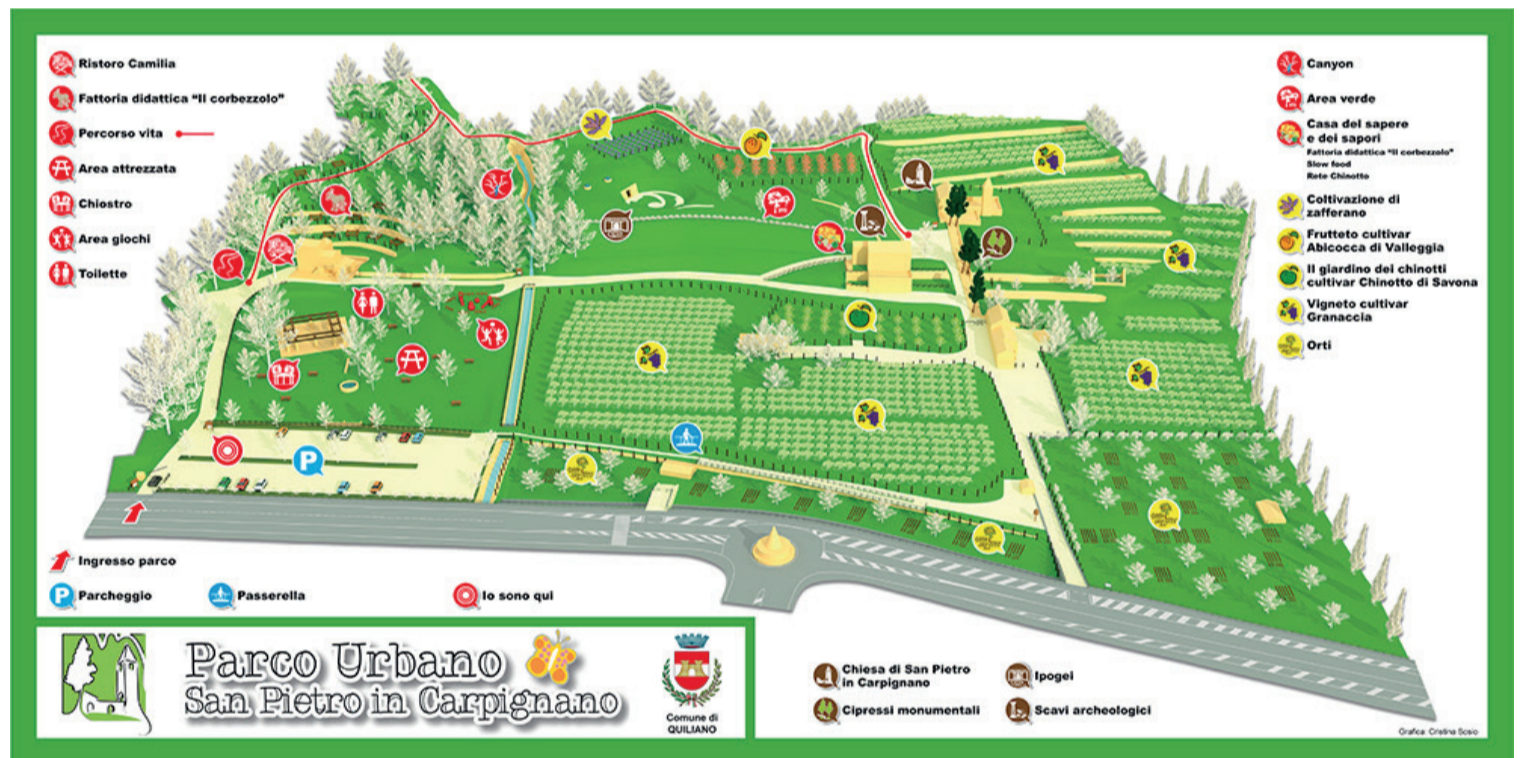 Ristoro Camilia
Fattoria didattica "Il corbezzolo"
Percorso vita
Area attrezzata
Chiostro
Area giochi
Toilette
Canyon
Area verde
Casa del sapere
e dei sapori
Fattoria didattica "Il corbezzolo"
Slow food
Rete Chinotto
Coltivazione di
zafferano
Frutteto cultivar
Abicocca di Valleggia
Il giardino dei chinotti
cultivar Chinotto di Savona
Vigneto cultivar
Granaccia
Orti
P
Ingresso parco
P Parcheggio
Passerella
Io sono qui
Parco Urbano
San Pietro in Carpignano
Comune di
QUILIANO
Chiesa di San Pietro
in Carpignano
Cipressi monumentali
Ipogei
Scavi archeologici
Grafica: Cristina Sosio